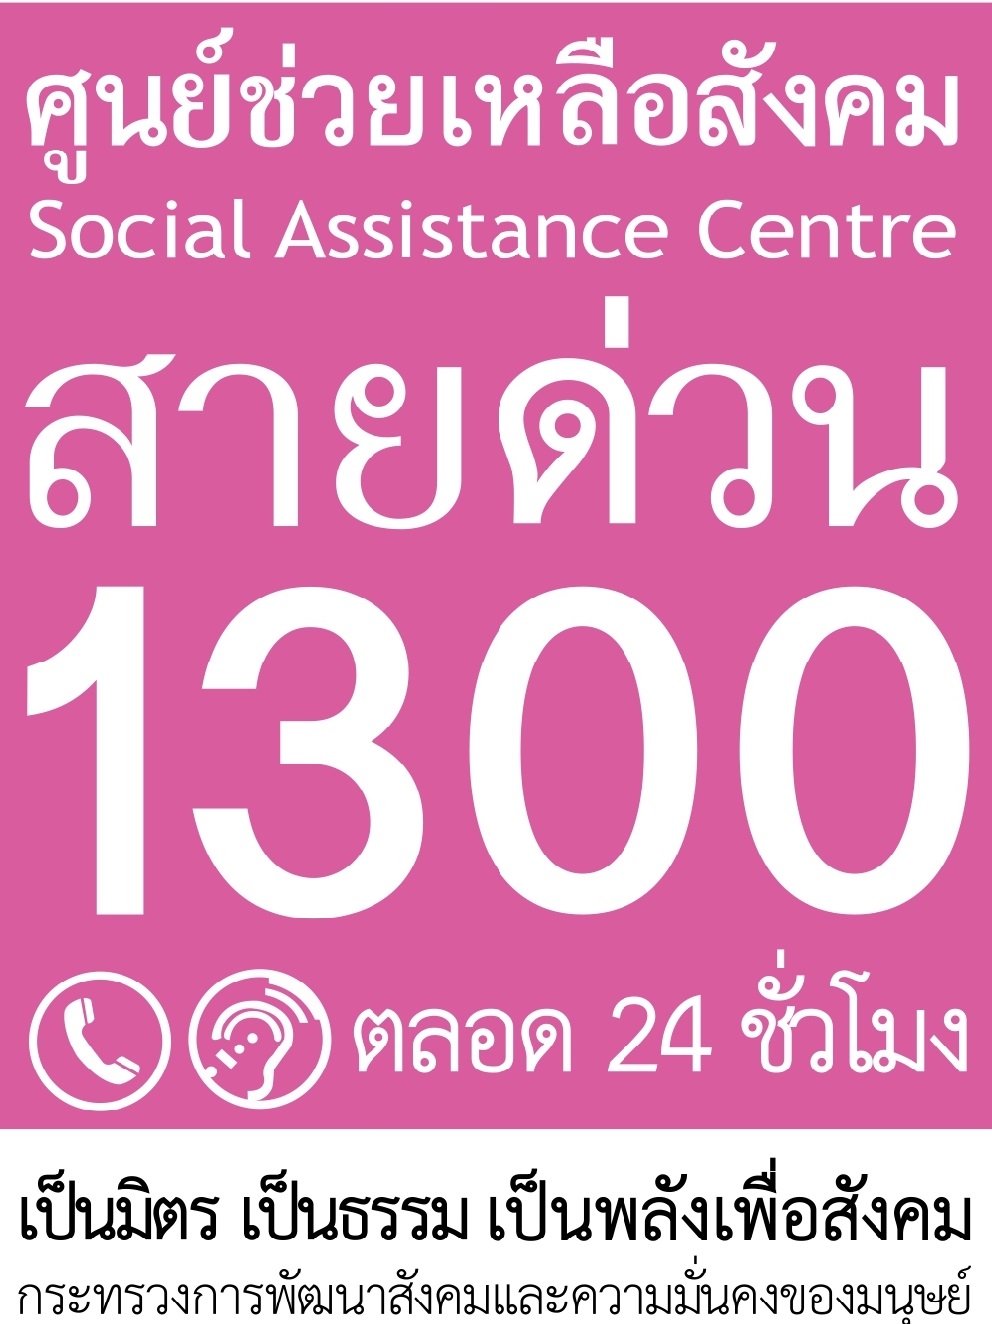 ศูนย์ช่วยเหลือสังคม
Social Assistance Centre
สายด่วน
1300
ตลอด 24 ชั่วโมง
เป็นมิตร เป็นธรรม เป็นพลังเพื่อสังคม
กระทรวงการพัฒนาสังคมและความมั่นคงของมนุษย์